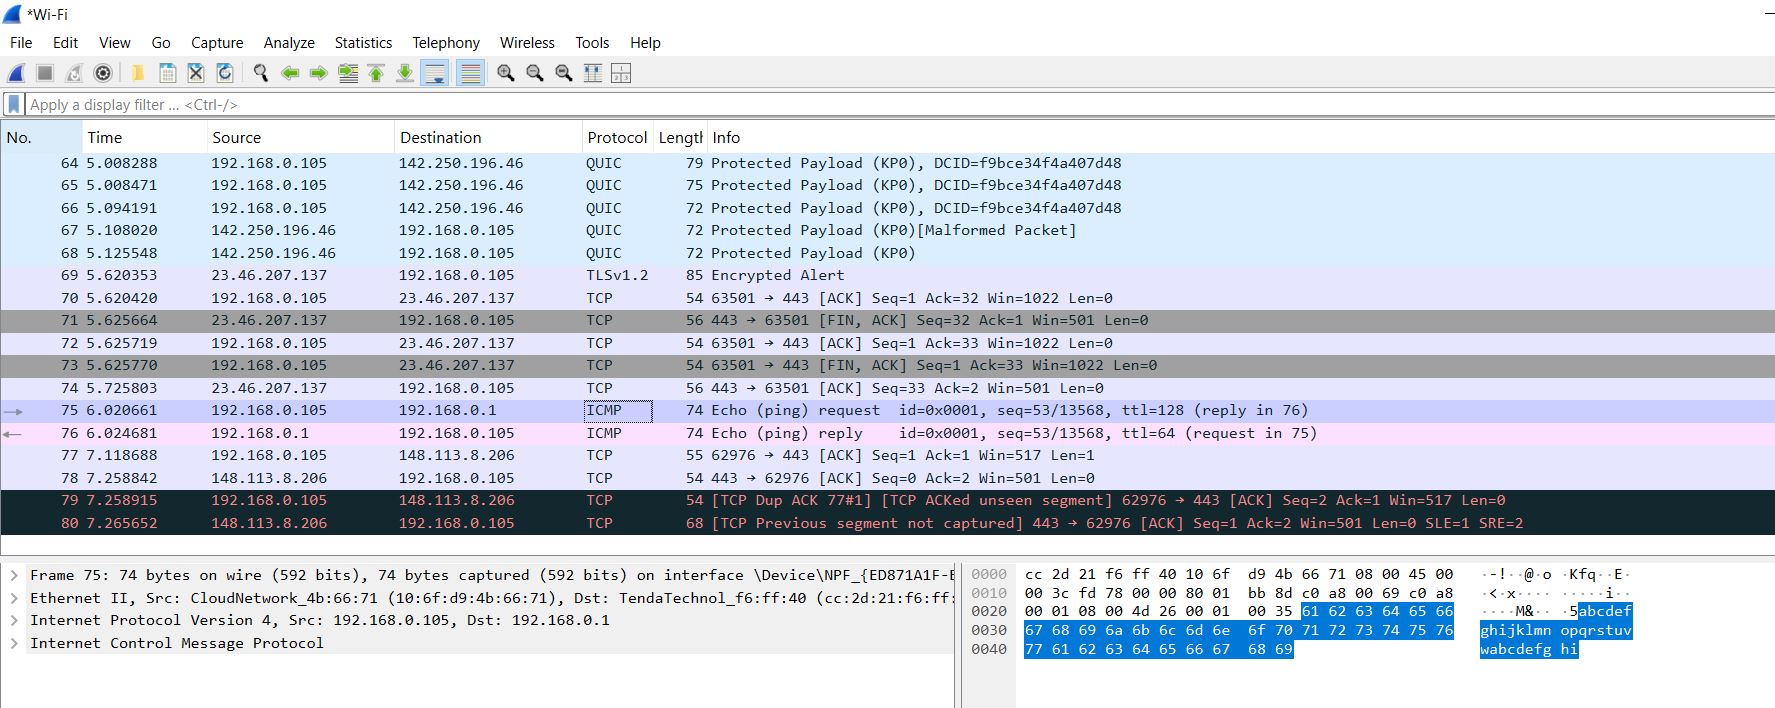 *Wi-Fi
File Edit View Go Capture Analyze Statistics Telephony Wireless Tools Help
Apply a display filter ... <Ctrl-/>
No. Time Source Destination Protocol Length Info
64 5.008288 192.168.0.105 142.250.196.46 QUIC 79 Protected Payload (KP0), DCID=f9bce34f4a407d48
65 5.008471 192.168.0.105 142.250.196.46 QUIC 75 Protected Payload (KP0), DCID=f9bce34f4a407d48
66 5.094191 192.168.0.105 142.250.196.46 QUIC 72 Protected Payload (KP0), DCID=f9bce34f4a407d48
67 5.108020 142.250.196.46 192.168.0.105 QUIC 72 Protected Payload (KP0)[Malformed Packet]
68 5.125548 142.250.196.46 192.168.0.105 QUIC 72 Protected Payload (KP0)
69 5.620353 23.46.207.137 192.168.0.105 TLSv1.2 85 Encrypted Alert
70 5.620420 192.168.0.105 23.46.207.137 TCP 54 63501 → 443 [ACK] Seq=1 Ack=32 Win=1022 Len=0
71 5.625664 23.46.207.137 192.168.0.105 TCP 56 443 → 63501 [FIN, ACK] Seq=32 Ack=1 Win=501 Len=0
72 5.625719 192.168.0.105 23.46.207.137 TCP 54 63501 → 443 [ACK] Seq=1 Ack=33 Win=1022 Len=0
73 5.625770 192.168.0.105 23.46.207.137 TCP 54 63501 → 443 [FIN, ACK] Seq=1 Ack=33 Win=1022 Len=0
74 5.725803 23.46.207.137 192.168.0.105 TCP 56 443 → 63501 [ACK] Seq=33 Ack=2 Win=501 Len=0
75 6.020661 192.168.0.105 192.168.0.1 ICMP 74 Echo (ping) request id=0x0001, seq=53/13568, ttl=128 (reply in 76)
76 6.024681 192.168.0.1 192.168.0.105 ICMP 74 Echo (ping) reply id=0x0001, seq=53/13568, ttl=64 (request in 75)
77 7.118688 192.168.0.105 148.113.8.206 TCP 55 62976 → 443 [ACK] Seq=1 Ack=1 Win=517 Len=1
78 7.258842 148.113.8.206 192.168.0.105 TCP 54 443 → 62976 [ACK] Seq=0 Ack=2 Win=501 Len=0
79 7.258915 192.168.0.105 148.113.8.206 TCP 54 [TCP Dup ACK 77#1] [TCP ACKed unseen segment] 62976 → 443 [ACK] Seq=2 Ack=1 Win=517 Len=0
80 7.265652 148.113.8.206 192.168.0.105 TCP 68 [TCP Previous segment not captured] 443 → 62976 [ACK] Seq=1 Ack=2 Win=501 Len=0 SLE=1 SRE=2
Frame 75: 74 bytes on wire (592 bits), 74 bytes captured (592 bits) on interface \Device\NPF_{ED871A1F-E
Ethernet II, Src: CloudNetwork_4b:66:71 (10:6f:d9:4b:66:71), Dst: TendaTechnol_f6:ff:40 (cc:2d:21:f6:ff:
Internet Protocol Version 4, Src: 192.168.0.105, Dst: 192.168.0.1
Internet Control Message Protocol
0000 cc 2d 21 f6 ff 40 10 6f d9 4b 66 71 08 00 45 00 ·-!··@·o ·Kfq··E·
0010 00 3c fd 78 00 00 80 01 bb 8d c0 a8 00 69 c0 a8 ·<·x···· ·····i··
0020 00 01 08 00 4d 26 00 01 00 35 61 62 63 64 65 66 ····M&·· ·5abcdef
0030 67 68 69 6a 6b 6c 6d 6e 6f 70 71 72 73 74 75 76 ghijklmn opqrstuv
0040 77 61 62 63 64 65 66 67 68 69 wabcdefg hi